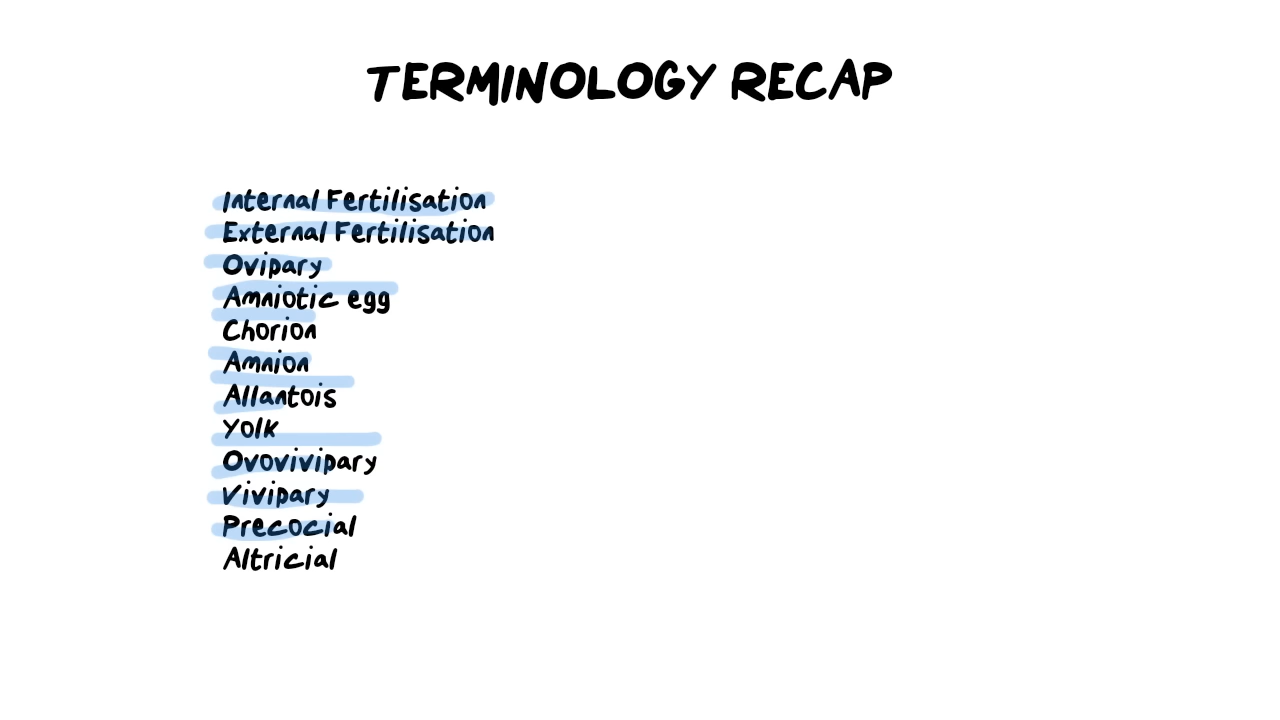 TERMINOLOGY RECAP
Internal Fertilisation
External Fertilisation
Ovipary
Amniotic egg
Chorion
Amnion
Allantois
Yolk
Ovovivipary
Vivipary
Precocial
Altricial